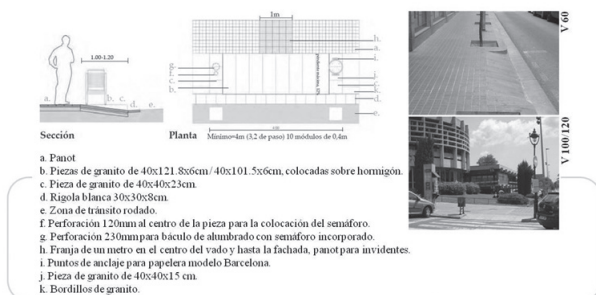 1m
1.00-1.20
a.
b.
c.
d.
e.
h.
a.
Sección
Planta
Mínimo=4m (3,2 de paso) 10 módulos de 0,4m
V 60
V 100/120
a. Panot
b. Piezas de granito de 40x121.8x6cm / 40x101.5x6cm, colocadas sobre hormigón.
c. Pieza de granito de 40x40x23cm.
d. Rigola blanca 30x30x8cm.
e. Zona de tránsito rodado.
f. Perforación 120mm al centro de la pieza para la colocación del semáforo.
g. Perforación 230mm para báculo de alumbrado con semáforo incorporado.
h. Franja de un metro en el centro del vado y hasta la fachada, panot para invidentes.
i. Puntos de anclaje para papelera modelo Barcelona.
j. Pieza de granito de 40x40x15 cm.
k. Bordillos de granito.